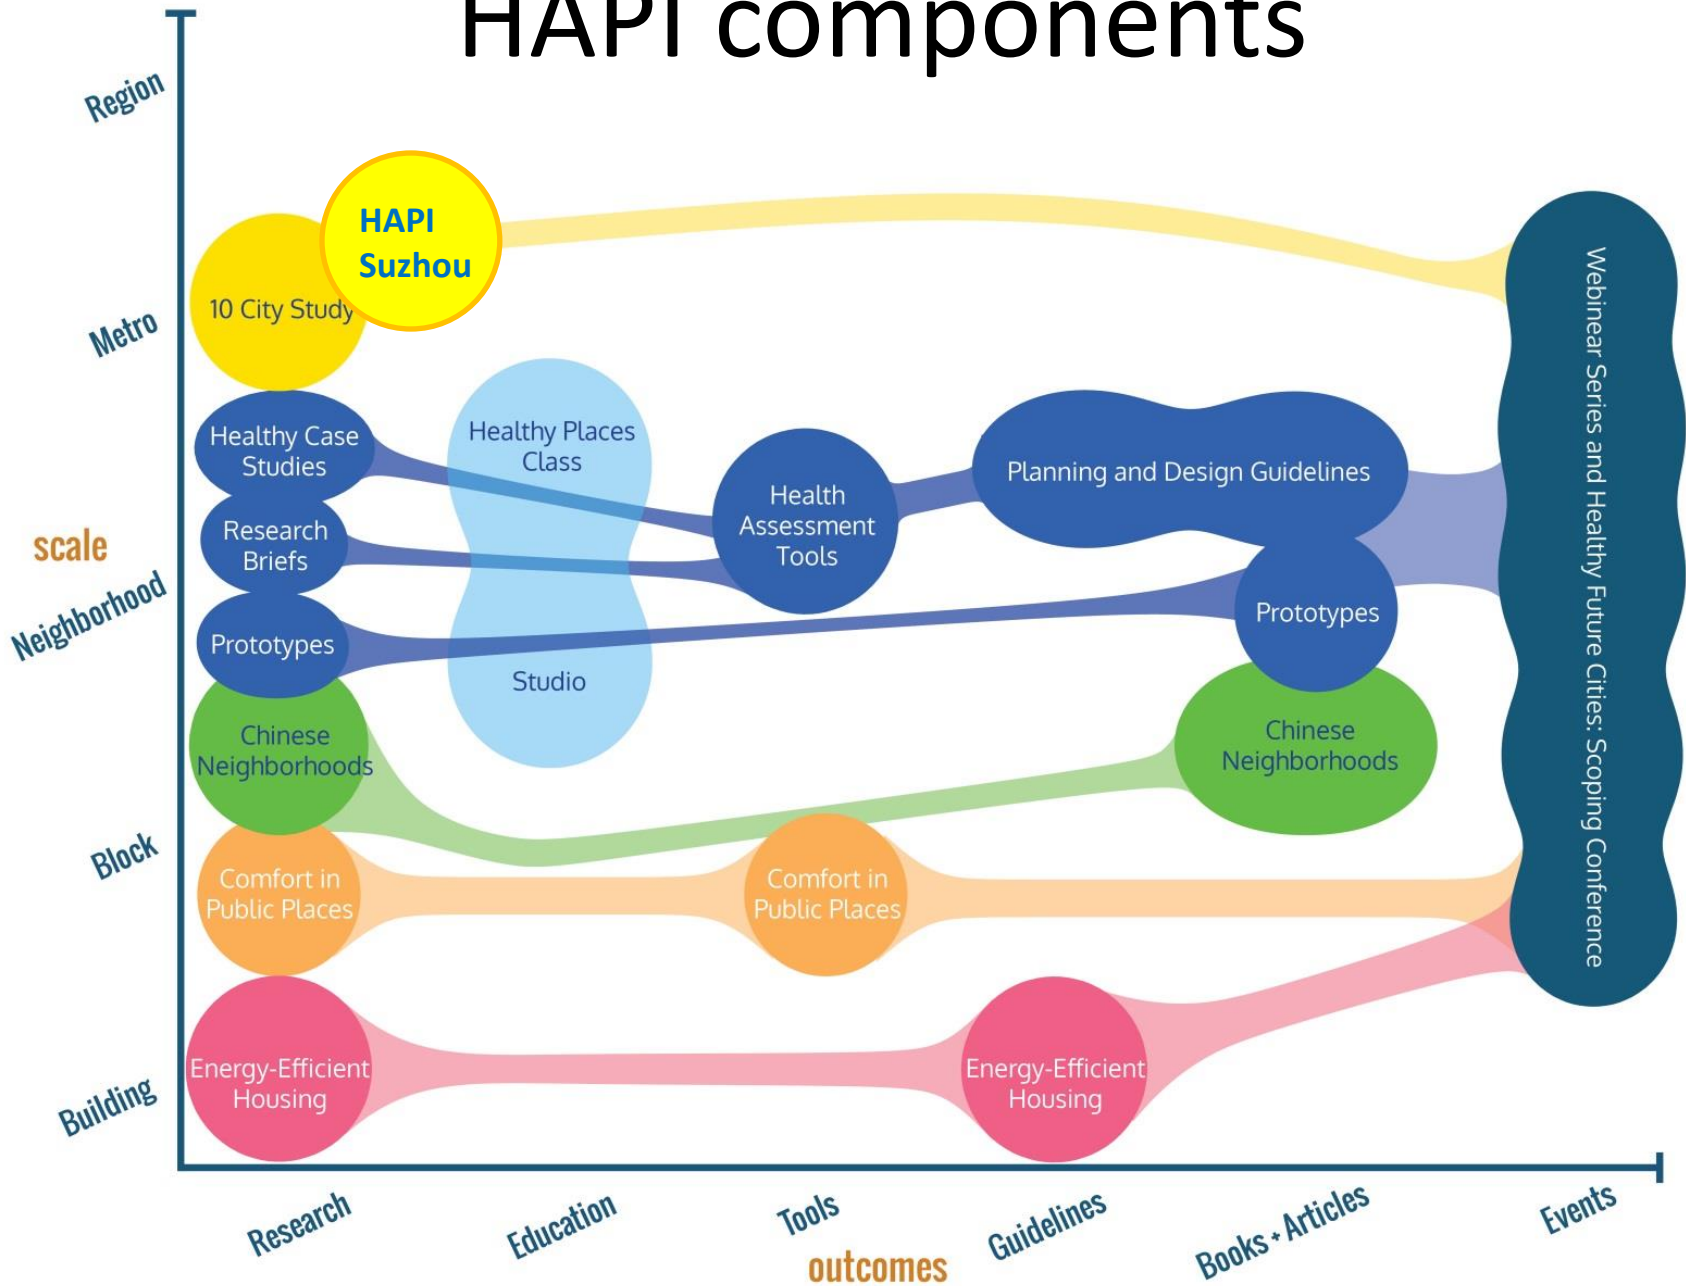 HAPI components
Region
Metro
scale
Neighborhood
Block
Building
HAPI
Suzhou
10 City Study
Healthy Case
Studies
Research
Briefs
Prototypes
Chinese
Neighborhoods
Comfort in
Public Places
Energy-Efficient
Housing
Healthy Places
Class
Studio
Health
Assessment
Tools
Comfort in
Public Places
Planning and Design Guidelines
Prototypes
Chinese
Neighborhoods
Energy-Efficient
Housing
Webinear Series and Healthy Future Cities: Scoping Conference
Research
Education
Tools
Guidelines
Books + Articles
Events
outcomes